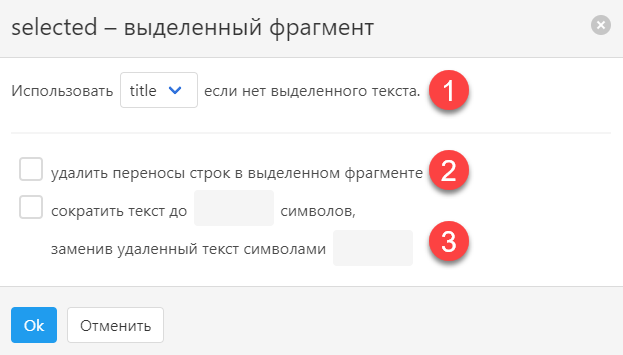 selected – выделенный фрагмент
Использовать title если нет выделенного текста. 1
удалить переносы строк в выделенном фрагменте 2
сократить текст до символов,
заменив удаленный текст символами 3
Ok Отменить